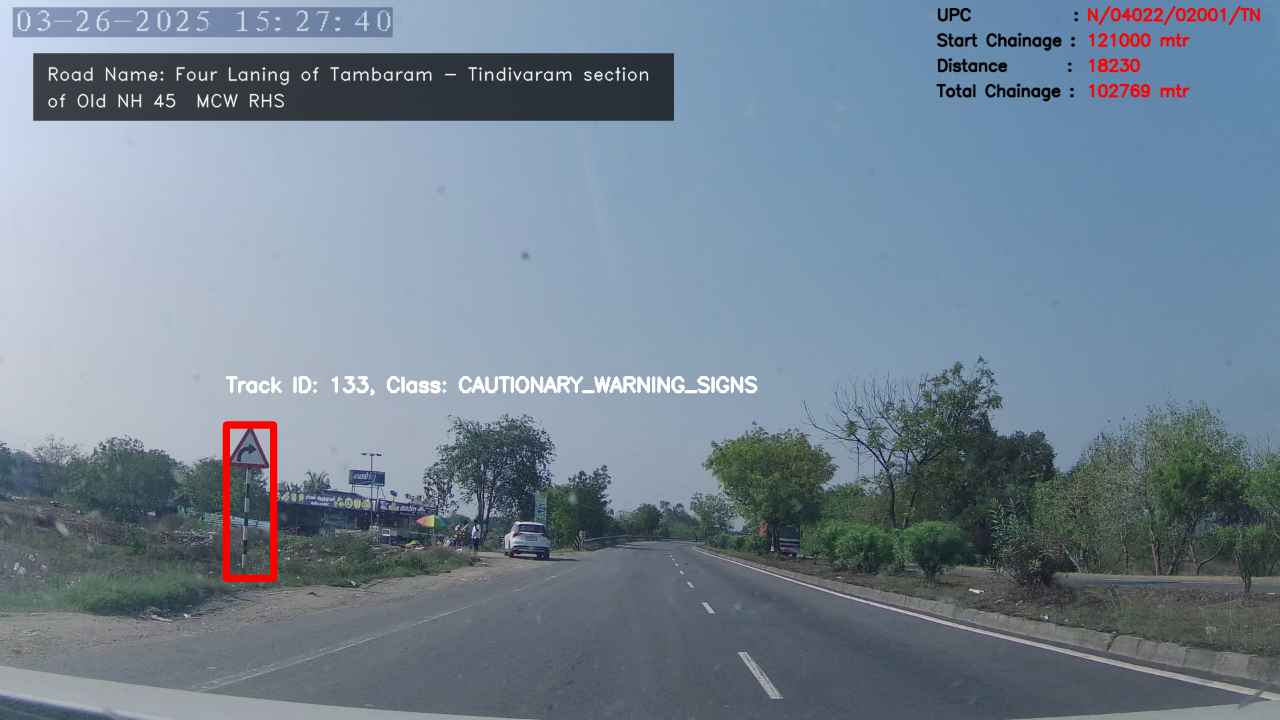 03-26-2025 15:27:40
Road Name: Four Laning of Tambaram - Tindivaram section
of Old NH 45 MCW RHS
UPC : N/04022/02001/TN
Start Chainage : 121000 mtr
Distance : 18230
Total Chainage : 102769 mtr
Track ID: 133, Class: CAUTIONARY_WARNING_SIGNS